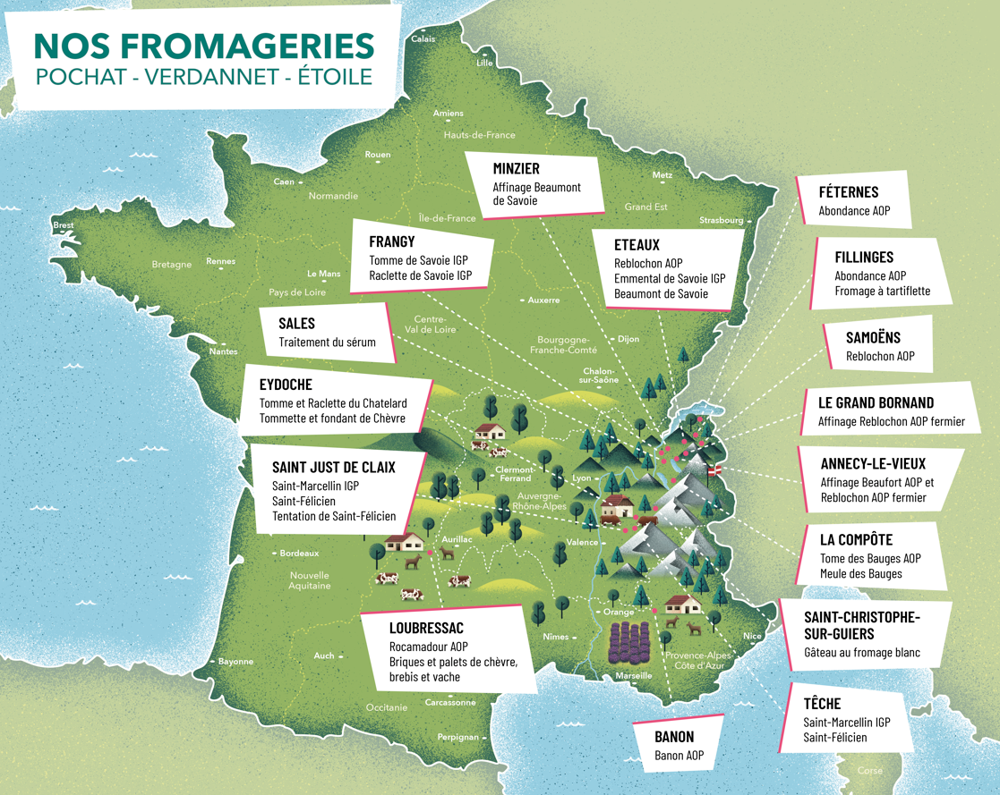 NOS FROMAGERIES
POCHAT - VERDANNET - ÉTOILE
Calais
Lille
Amiens
Hauts-de-France
Rouen
Caen
Normandie
Metz
Île-de-France
Grand Est
Strasbourg
Brest
Bretagne
Rennes
Le Mans
Pays de Loire
Nantes
Auxerre
Centre-
Val de Loire
Bourgogne-
Franche-Comté
Dijon
Chalon-
sur-Saône
MINZIER
Affinage Beaumont
de Savoie
FRANGY
Tomme de Savoie IGP
Raclette de Savoie IGP
ETEAUX
Reblochon AOP
Emmental de Savoie IGP
Beaumont de Savoie
SALES
Traitement du sérum
EYDOCHE
Tomme et Raclette du Chatelard
Tommette et fondant de Chèvre
SAINT JUST DE CLAIX
Saint-Marcellin IGP
Saint-Félicien
Tentation de Saint-Félicien
FÉTERNES
Abondance AOP
FILLINGES
Abondance AOP
Fromage à tartiflette
SAMOËNS
Reblochon AOP
LE GRAND BORNAND
Affinage Reblochon AOP fermier
ANNECY-LE-VIEUX
Affinage Beaufort AOP et
Reblochon AOP fermier
LA COMPÔTE
Tome des Bauges AOP
Meule des Bauges
SAINT-CHRISTOPHE-
SUR-GUIERS
Gâteau au fromage blanc
TÊCHE
Saint-Marcellin IGP
Saint-Félicien
Clermont-
Ferrand
Lyon
Auvergne-
Rhône-Alpes
Valence
Aurillac
Bordeaux
Nouvelle
Aquitaine
LOUBRESSAC
Rocamadour AOP
Briques et palets de chèvre,
brebis et vache
Orange
Nîmes
Nice
Provence-Alpes-
Côte d'Azur
Marseille
Bayonne
Auch
Carcassonne
Occitanie
Perpignan
BANON
Banon AOP
Corse